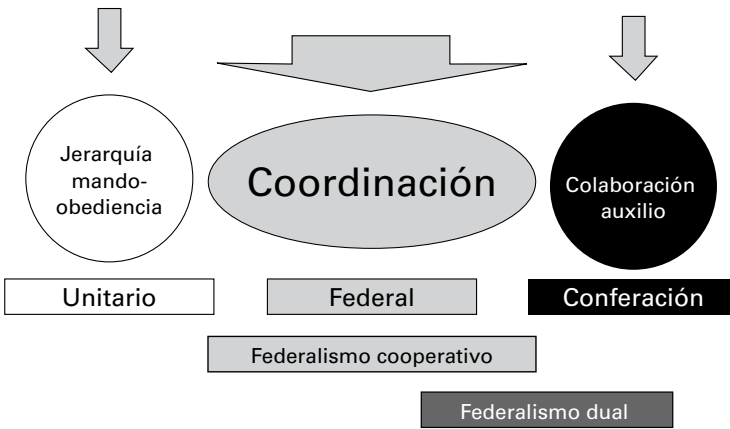 Jerarquía
mando-
obediencia
Coordinación
Colaboración
auxilio
Unitario
Federal
Conferación
Federalismo cooperativo
Federalismo dual